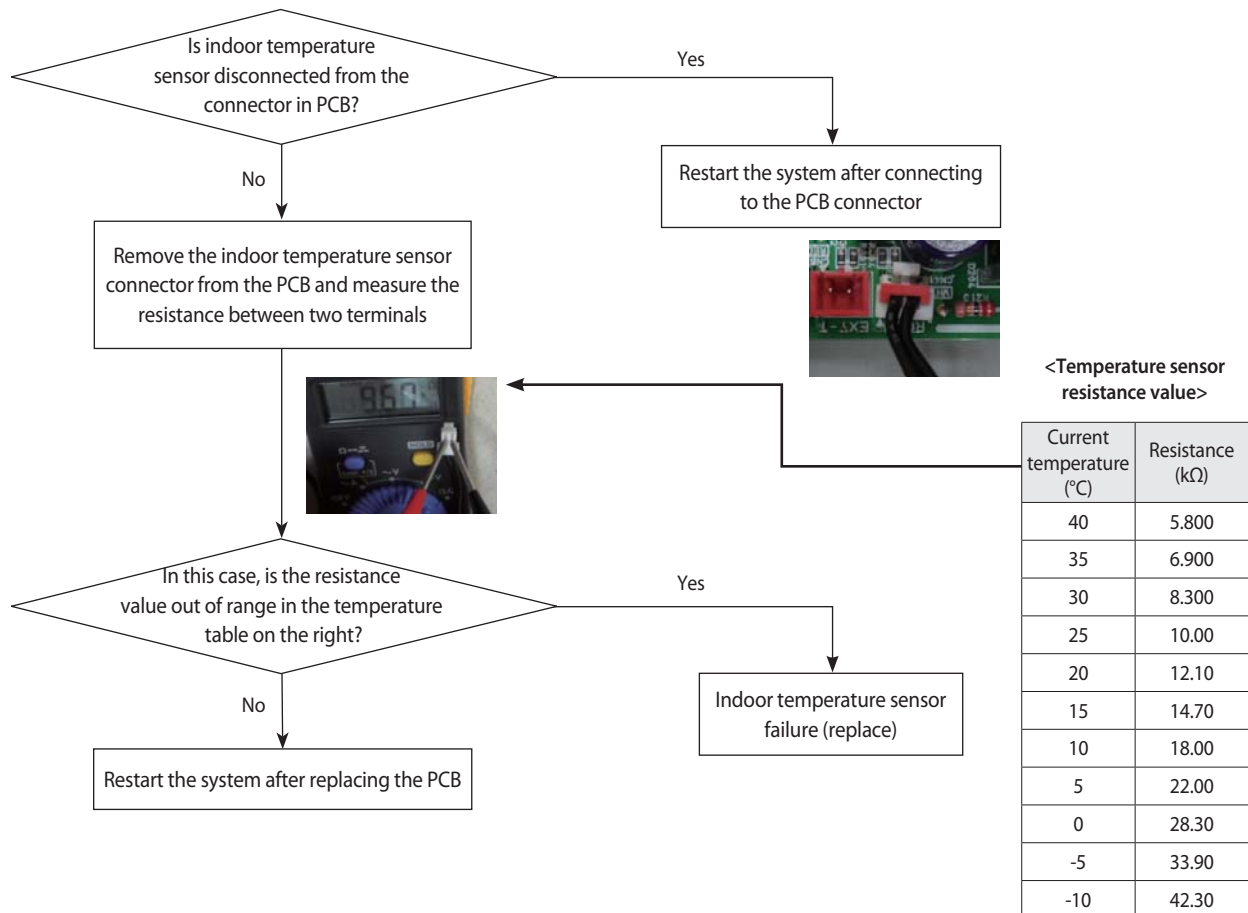 Is indoor temperature
sensor disconnected from the
connector in PCB?
Yes
Restart the system after connecting
to the PCB connector
No
Remove the indoor temperature sensor
connector from the PCB and measure the
resistance between two terminals
EXT-T
HOLD
<Temperature sensor
resistance value>
Current
temperature
(°C)
Resistance
(kΩ)
40 5.800
35 6.900
30 8.300
25 10.00
20 12.10
15 14.70
10 18.00
5 22.00
0 28.30
-5 33.90
-10 42.30
In this case, is the resistance
value out of range in the temperature
table on the right?
Yes
Indoor temperature sensor
failure (replace)
No
Restart the system after replacing the PCB